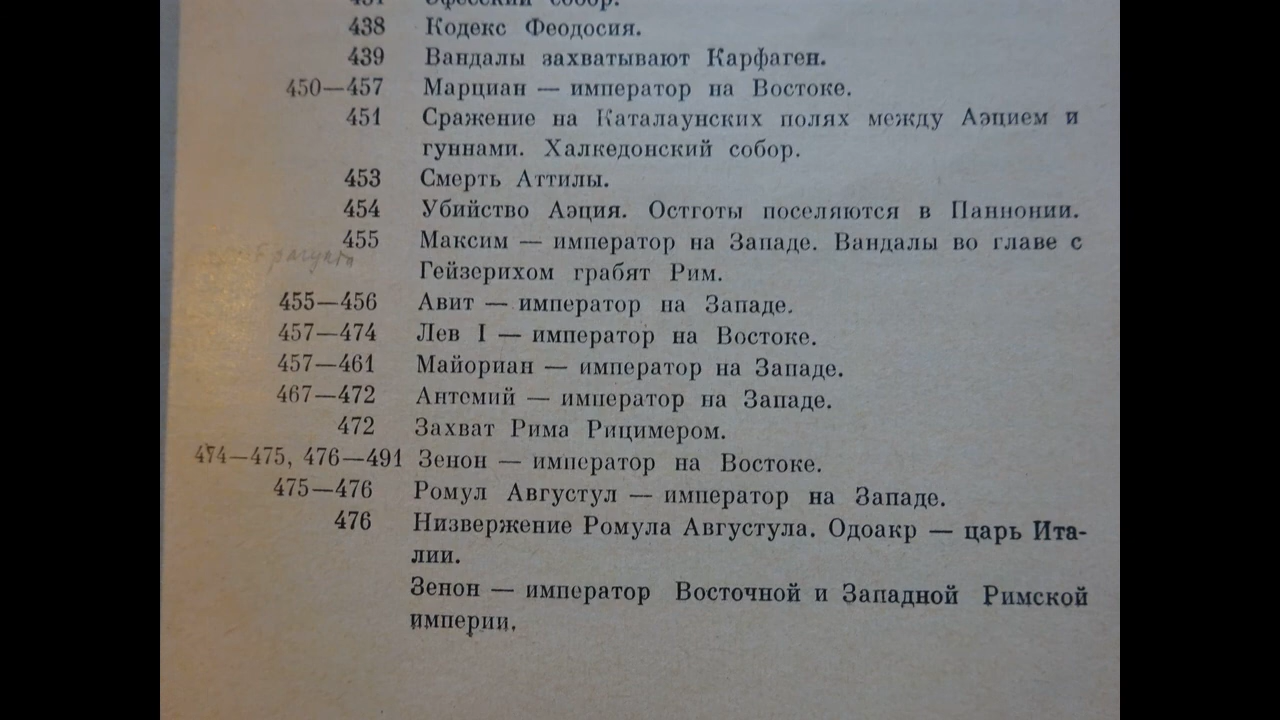 431 Эфесский собор.
438 Кодекс Феодосия.
439 Вандалы захватывают Карфаген.
450—457 Марциан — император на Востоке.
451 Сражение на Каталаунских полях между Аэцием и
гуннами. Халкедонский собор.
453 Смерть Аттилы.
454 Убийство Аэция. Остготы поселяются в Паннонии.
455 Максим — император на Западе. Вандалы во главе с
Гейзерихом грабят Рим.
455—456 Авит — император на Западе.
457—474 Лев I — император на Востоке.
457—461 Майориан — император на Западе.
467—472 Антемий — император на Западе.
472 Захват Рима Рицимером.
474—475, 476—491 Зенон — император на Востоке.
475—476 Ромул Августул — император на Западе.
476 Низвержение Ромула Августула. Одоакр — царь Ита-
лии.
Зенон — император Восточной и Западной Римской
империи.